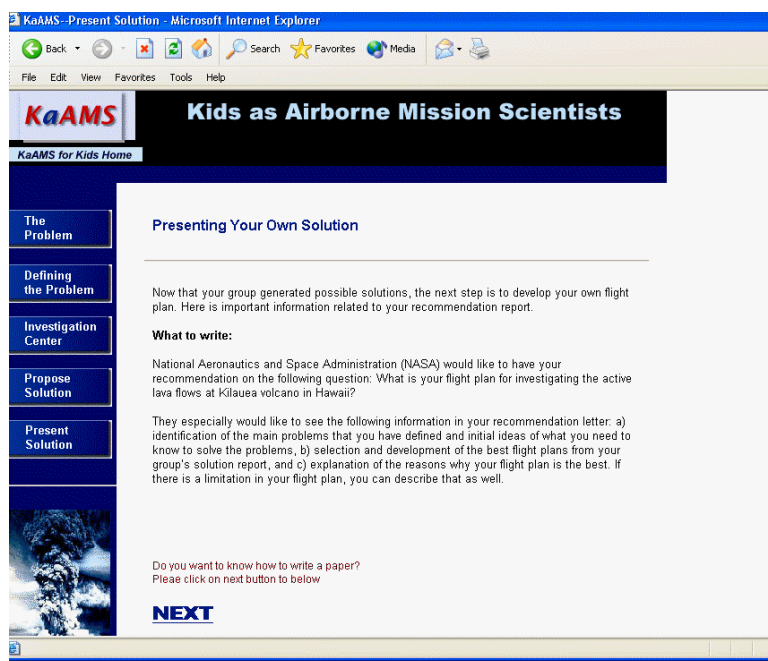 KaAMS--Present Solution - Microsoft Internet Explorer
Back
Search
Favorites
Media
File Edit View Favorites Tools Help
KaAMS
Kids as Airborne Mission Scientists
KaAMS for Kids Home
The
Problem
Defining
the Problem
Investigation
Center
Propose
Solution
Present
Solution
Presenting Your Own Solution
Now that your group generated possible solutions, the next step is to develop your own flight
plan. Here is important information related to your recommendation report.
What to write:
National Aeronautics and Space Administration (NASA) would like to have your
recommendation on the following question: What is your flight plan for investigating the active
lava flows at Kilauea volcano in Hawaii?
They especially would like to see the following information in your recommendation letter: a)
identification of the main problems that you have defined and initial ideas of what you need to
know to solve the problems, b) selection and development of the best flight plans from your
group's solution report, and c) explanation of the reasons why your flight plan is the best. If
there is a limitation in your flight plan, you can describe that as well.
Do you want to know how to write a paper?
Pleae click on next button to below
NEXT